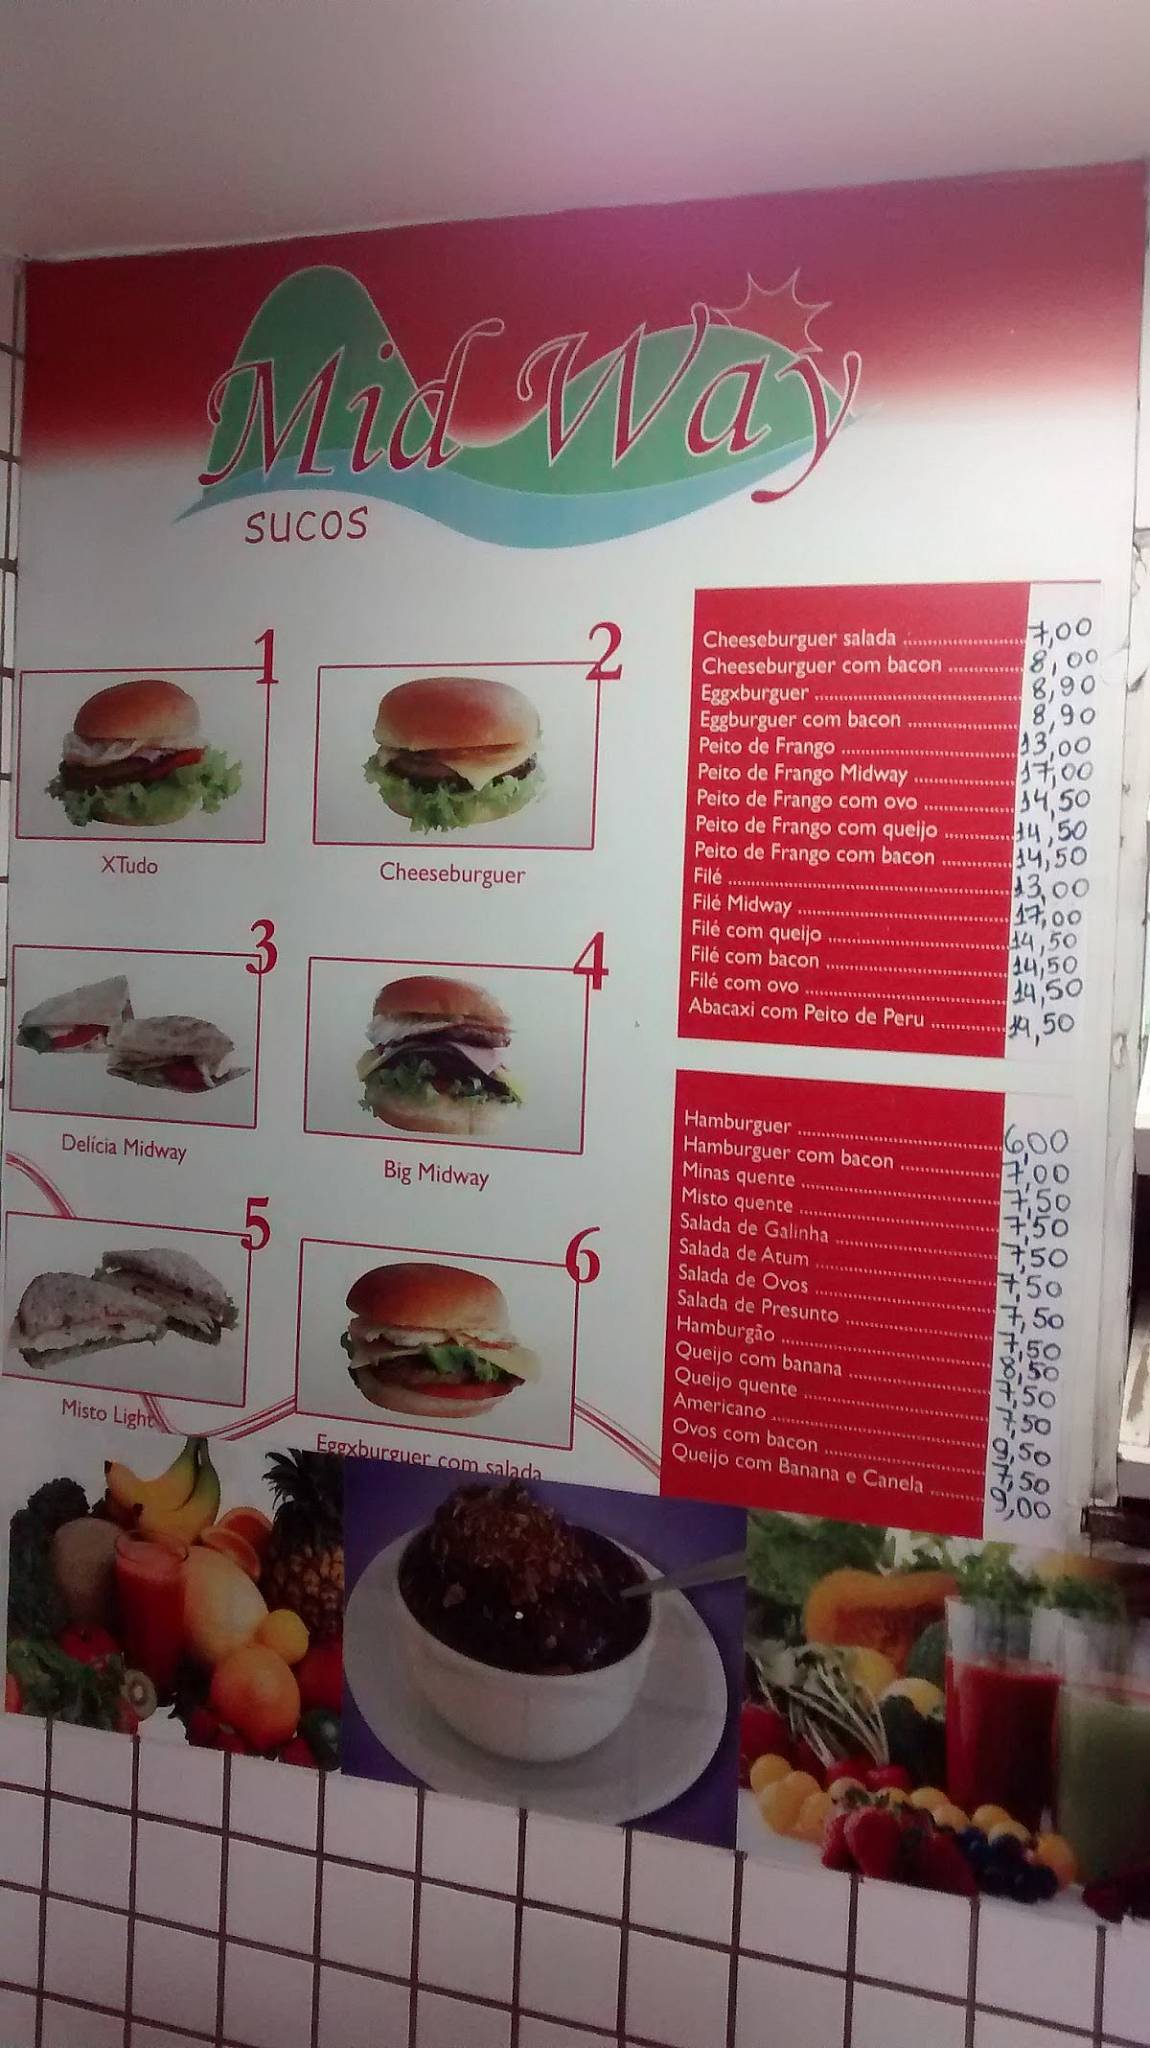 Mid Way
SUCOS
1
XTudo
2
Cheeseburguer
3
Delícia Midway
4
Big Midway
5
Misto Light
6
Eggxburguer com salada
Cheeseburguer salada ........ 7,00
Cheeseburguer com bacon ........ 8,00
Eggxburguer ........ 8,90
Eggburguer com bacon ........ 8,90
Peito de Frango ........ 13,00
Peito de Frango Midway ........ 17,00
Peito de Frango com ovo ........ 14,50
Peito de Frango com queijo ........ 14,50
Peito de Frango com bacon ........ 14,50
Filé ........ 13,00
Filé Midway ........ 17,00
Filé com queijo ........ 14,50
Filé com bacon ........ 14,50
Filé com ovo ........ 14,50
Abacaxi com Peito de Peru ........ 14,50
Hamburguer ........ 6,00
Hamburguer com bacon ........ 7,00
Minas quente ........ 7,50
Misto quente ........ 7,50
Salada de Galinha ........ 7,50
Salada de Atum ........ 7,50
Salada de Ovos ........ 7,50
Salada de Presunto ........ 7,50
Hamburgão ........ 8,50
Queijo com banana ........ 7,50
Queijo quente ........ 7,50
Americano ........ 9,50
Ovos com bacon ........ 7,50
Queijo com Banana e Canela ........ 9,00